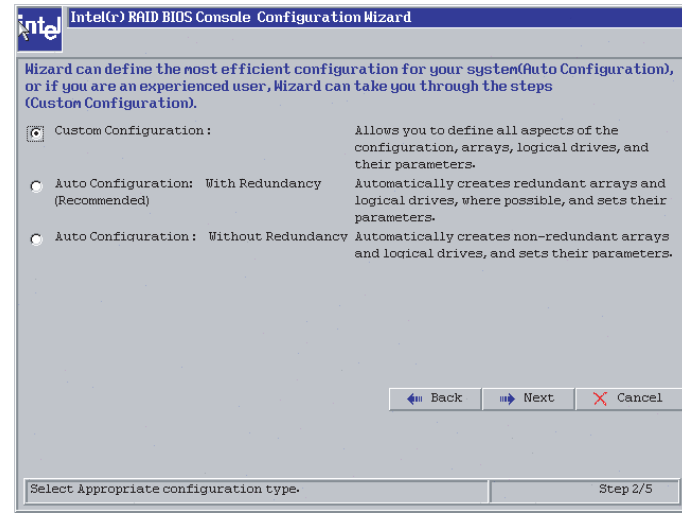 intel
Intel(r) RAID BIOS Console Configuration Wizard
Wizard can define the most efficient configuration for your system(Auto Configuration),
or if you are an experienced user, Wizard can take you through the steps
(Custom Configuration).
Custom Configuration: Allows you to define all aspects of the
configuration, arrays, logical drives, and
their parameters.
Auto Configuration: With Redundancy Automatically creates redundant arrays and
(Recommended) logical drives, where possible, and sets their
parameters.
Auto Configuration: Without Redundancy Automatically creates non-redundant arrays
and logical drives, and sets their parameters.
Back Next Cancel
Select Appropriate configuration type. Step 2/5